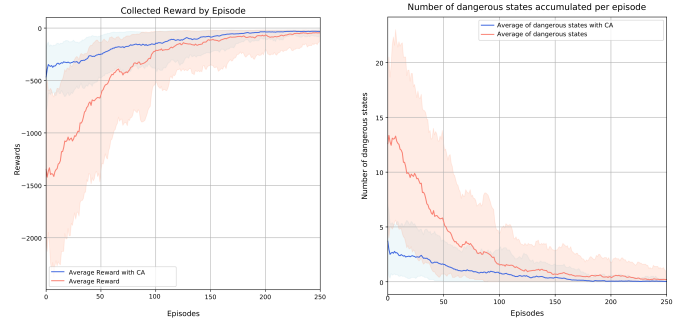 Collected Reward by Episode
Rewards
0
−500
−1000
−1500
−2000
0
50
100
150
200
250
Episodes
Average Reward with CA
Average Reward
Number of dangerous states accumulated per episode
Number of dangerous states
20
15
10
5
0
0
50
100
150
200
250
Episodes
Average of dangerous states with CA
Average of dangerous states